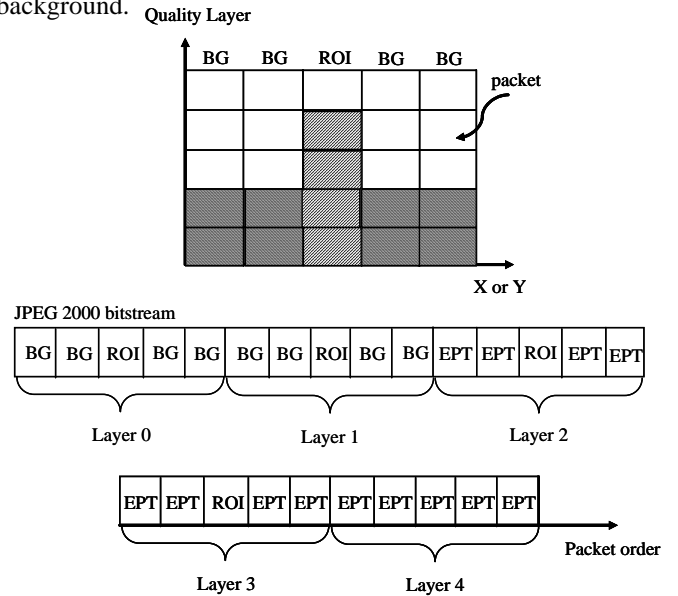 background.
Quality Layer
BG BG ROI BG BG
packet
X or Y
JPEG 2000 bitstream
BG BG ROI BG BG BG BG ROI BG BG EPT EPT ROI EPT EPT
Layer 0 Layer 1 Layer 2
EPT EPT ROI EPT EPT EPT EPT EPT EPT EPT
Packet order
Layer 3 Layer 4